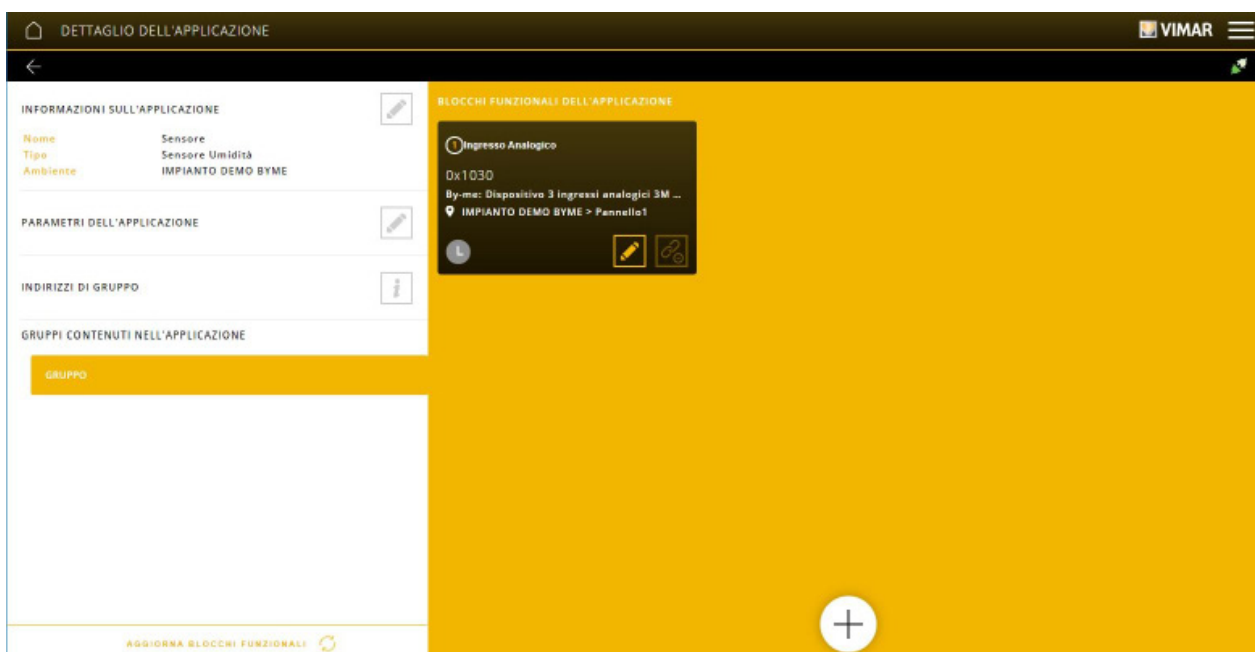 DETTAGLIO DELL'APPLICAZIONE
VIMAR
INFORMAZIONI SULL'APPLICAZIONE
Nome Sensore
Tipo Sensore Umidità
Ambiente IMPIANTO DEMO BYME
PARAMETRI DELL'APPLICAZIONE
INDIRIZZI DI GRUPPO
i
GRUPPI CONTENUTI NELL'APPLICAZIONE
GRUPPO
AGGIORNA BLOCCHI FUNZIONALI
BLOCCHI FUNZIONALI DELL'APPLICAZIONE
1 Ingresso Analogico
0x1030
By-me: Dispositivo 3 ingressi analogici 3M ...
IMPIANTO DEMO BYME > Pannello1
L